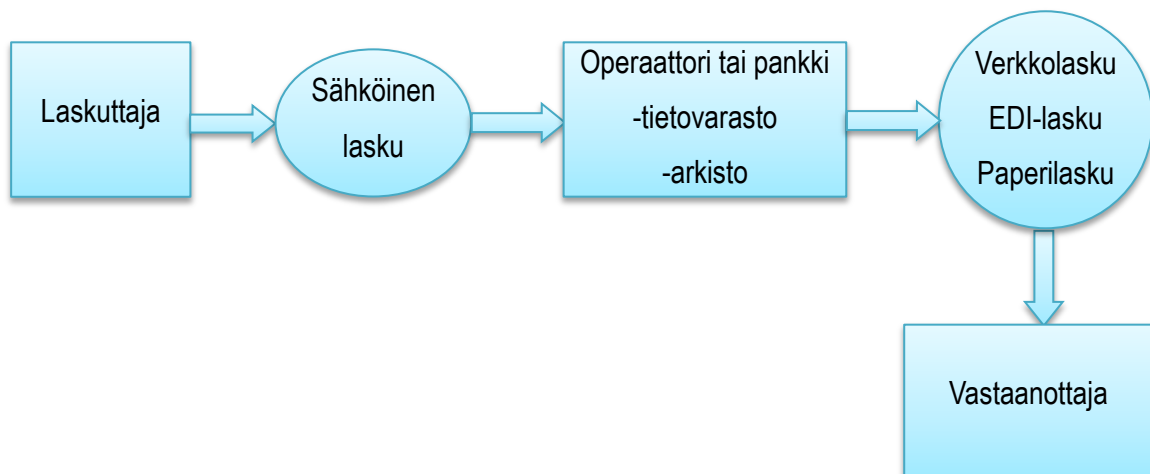 Laskuttaja
Sähköinen
lasku
Operaattori tai pankki
-tietovarasto
-arkisto
Verkkolasku
EDI-lasku
Paperilasku
Vastaanottaja